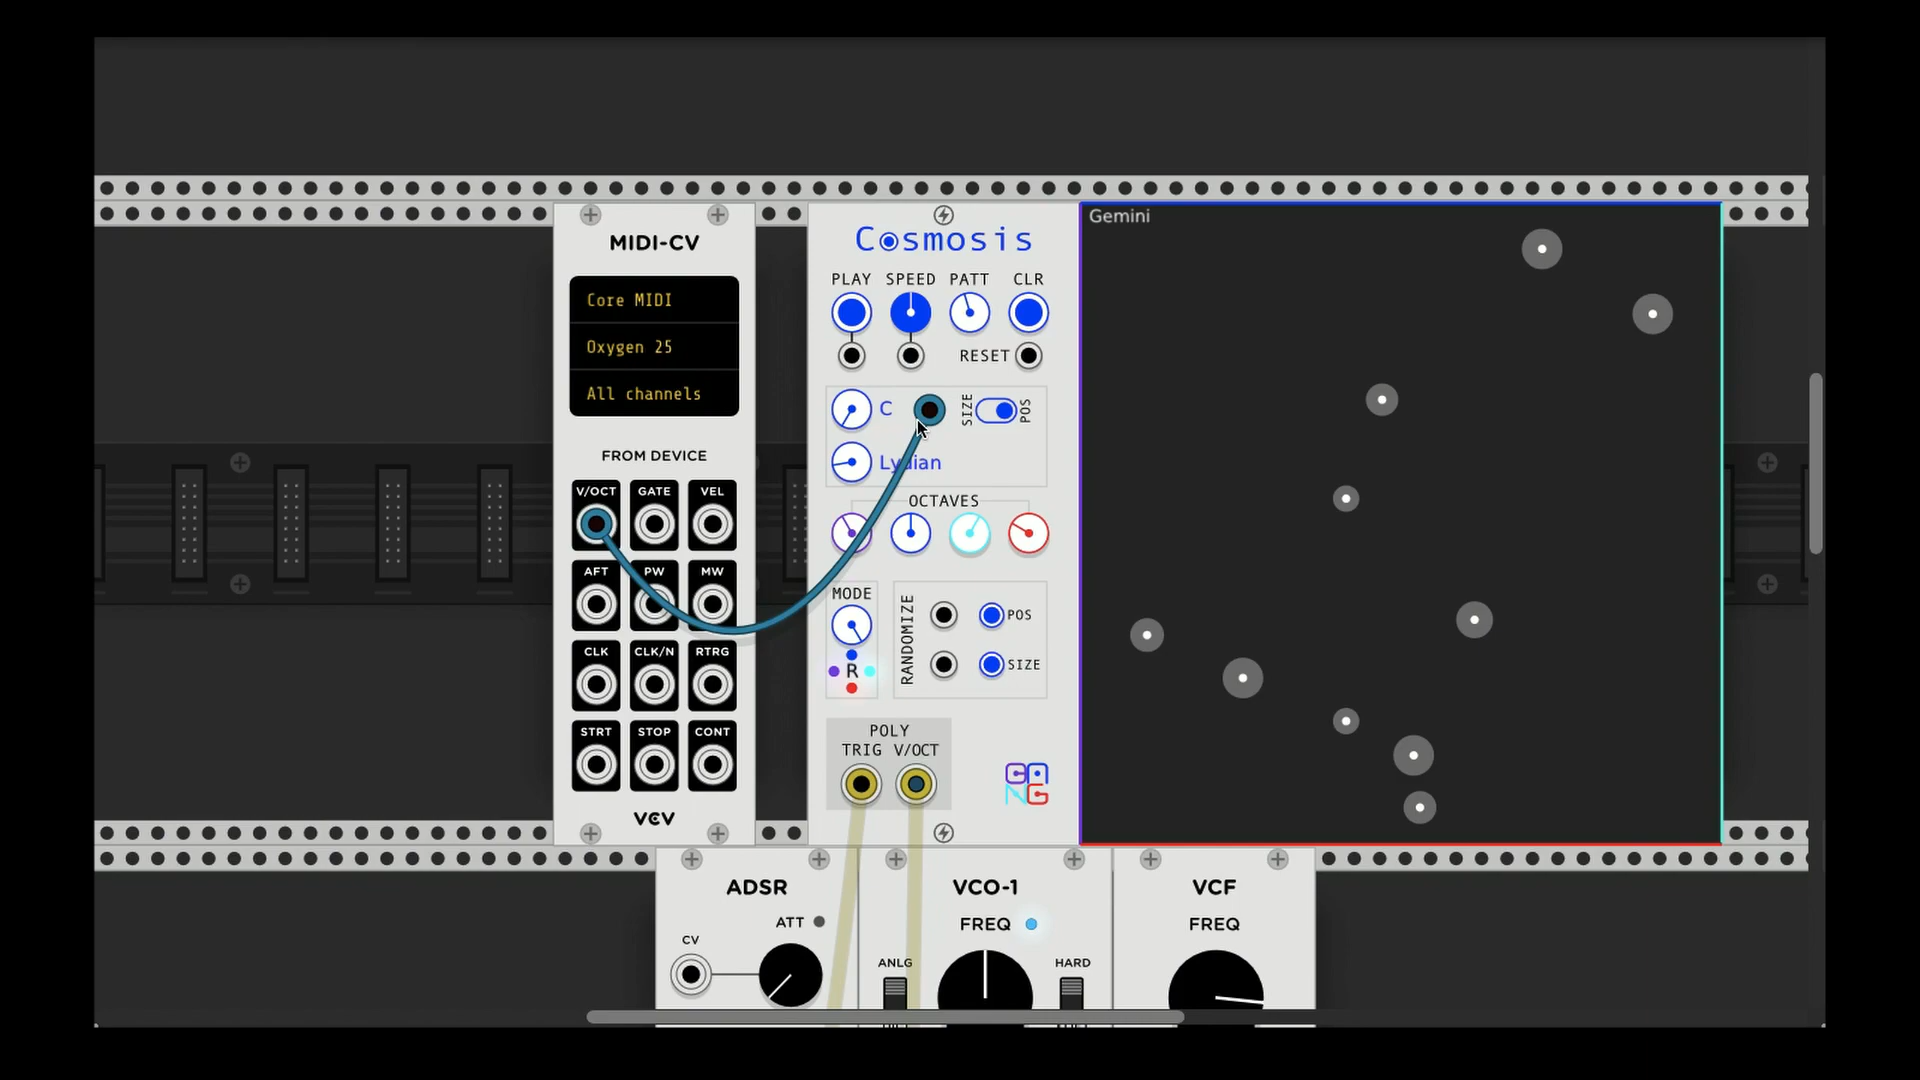 MIDI-CV
Core MIDI
Oxygen 25
All channels
FROM DEVICE
V/OCT GATE VEL
AFT PW MW
CLK CLK/N RTRG
STRT STOP CONT
VCV
Cosmosis
PLAY SPEED PATT CLR
RESET
C
SIZE
POS
Lydian
OCTAVES
MODE
R
RANDOMIZE
POS
SIZE
POLY
TRIG V/OCT
GANG
Gemini
ADSR
ATT
CV
VCO-1
FREQ
ANLG
HARD
VCF
FREQ